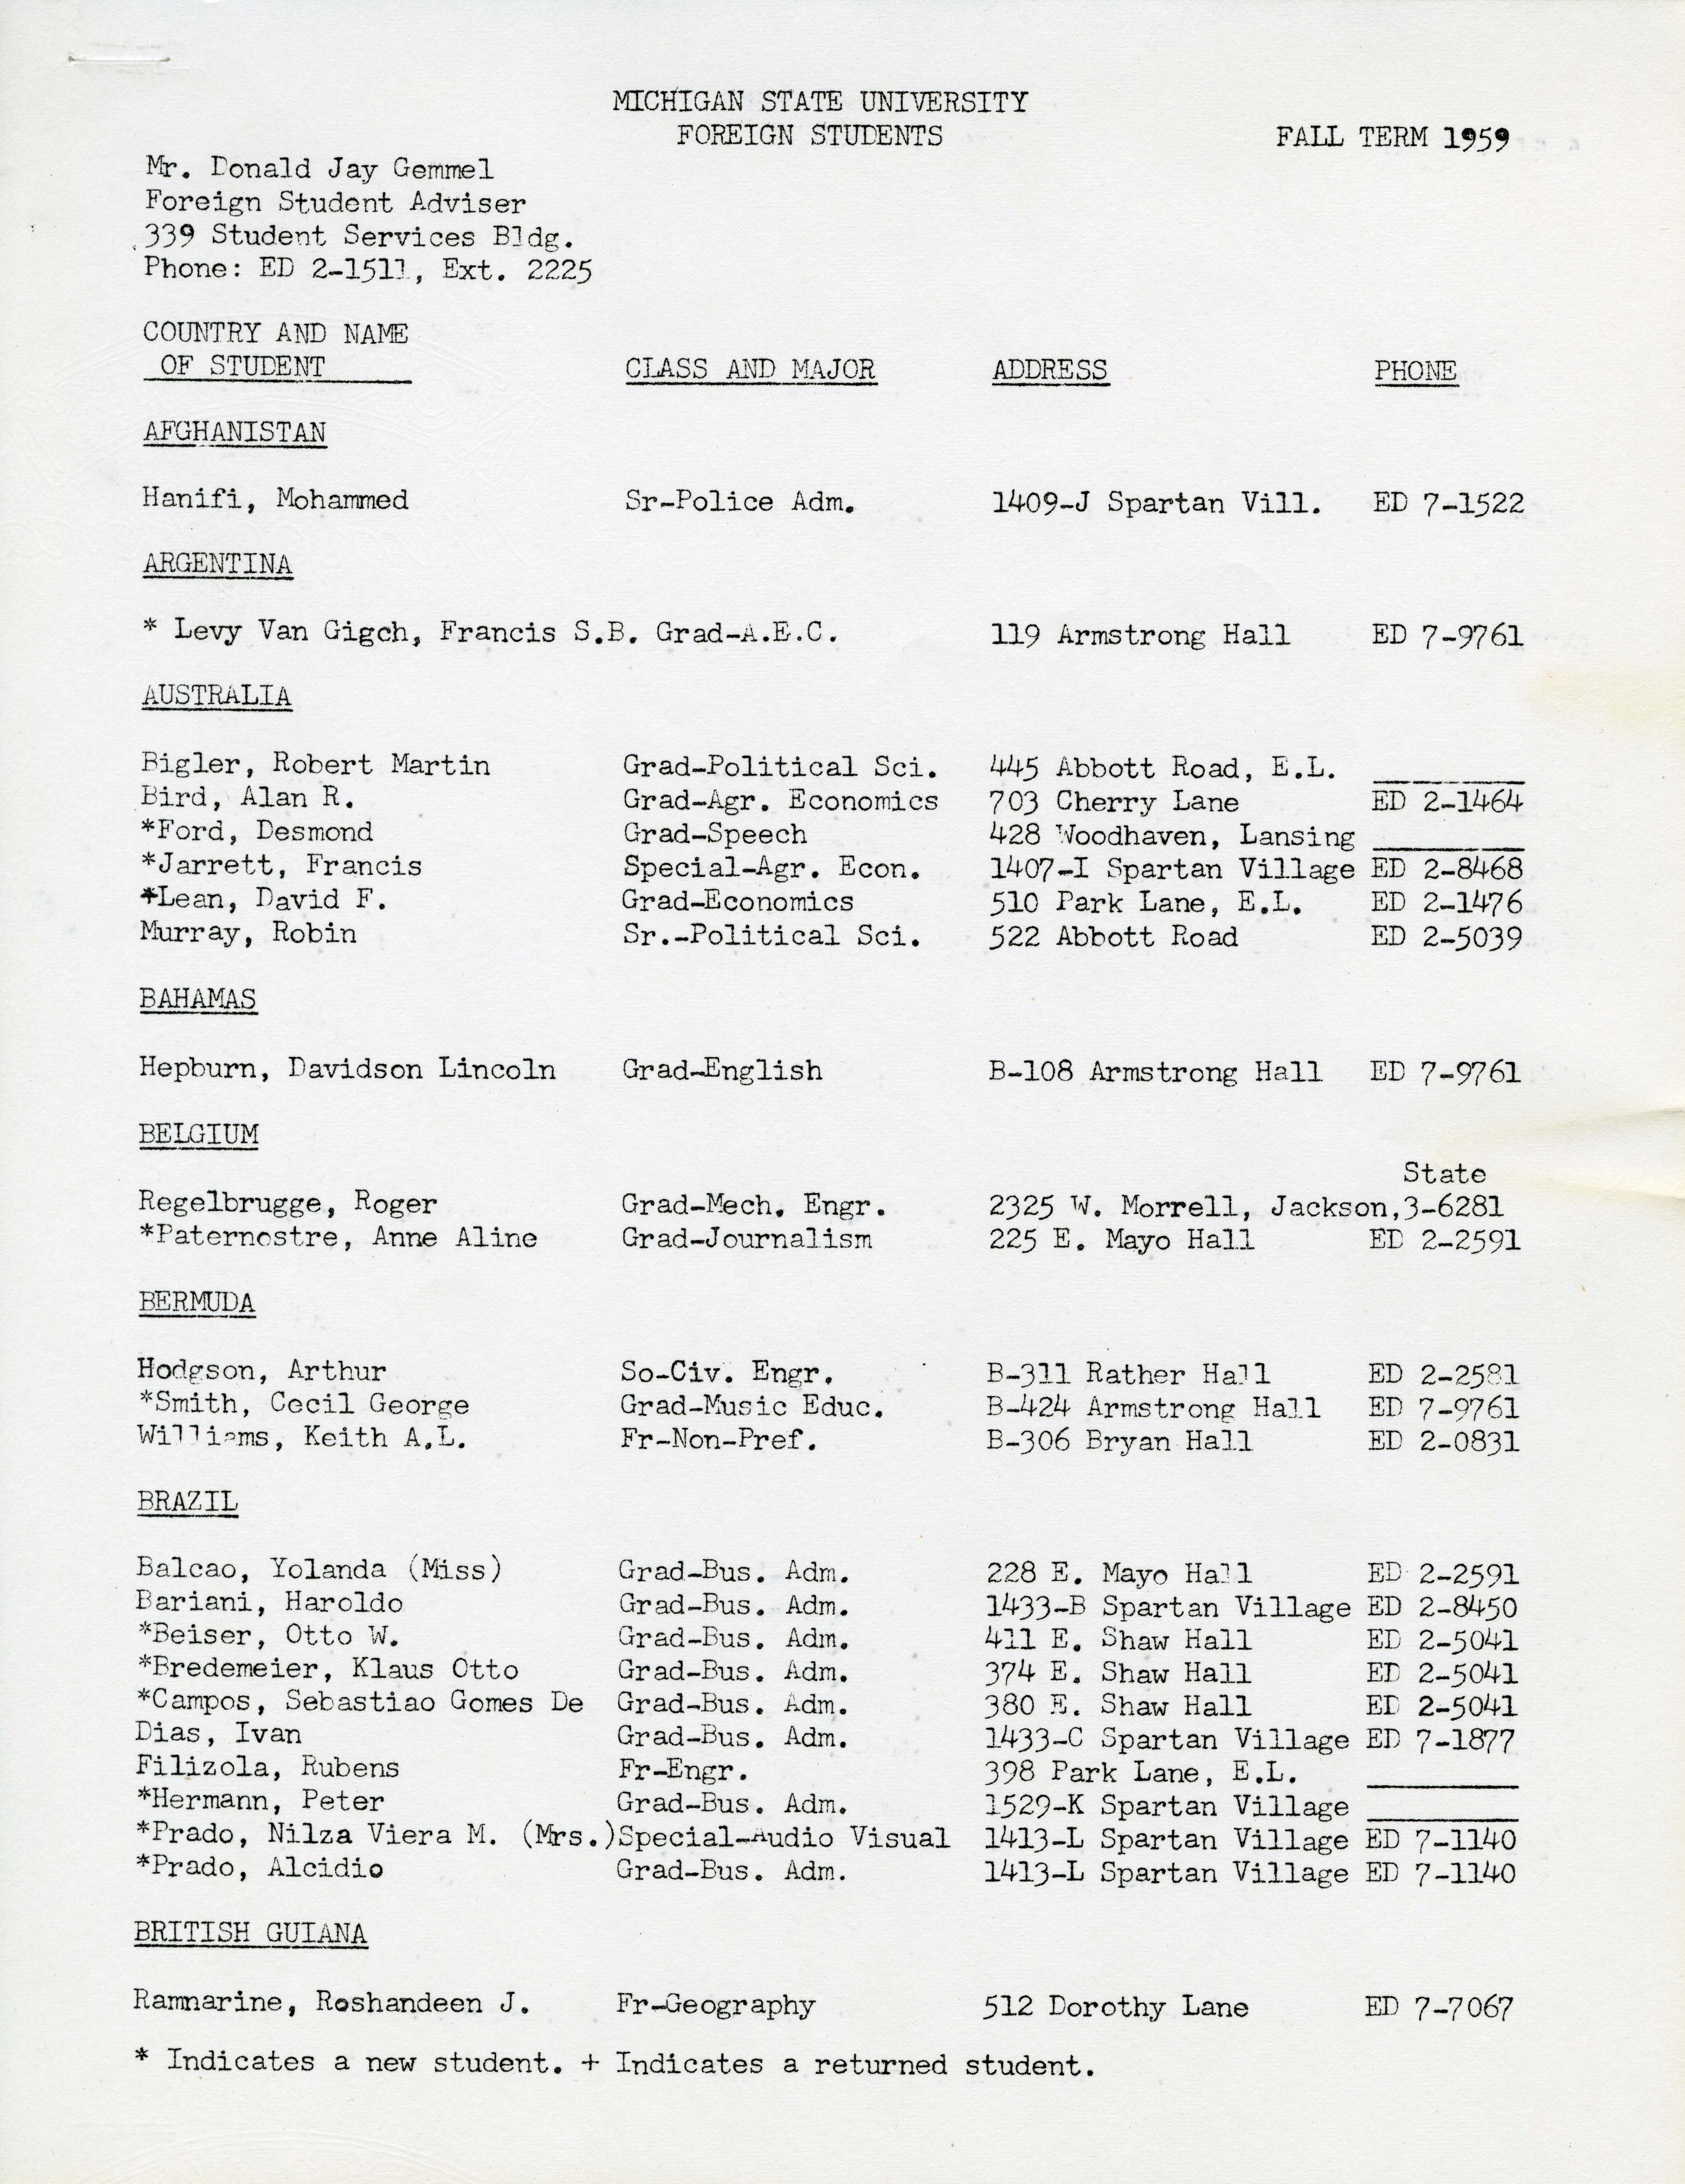 MICHIGAN STATE UNIVERSITY
FOREIGN STUDENTS FALL TERM 1959
Mr. Donald Jay Gemmel
Foreign Student Adviser
339 Student Services Bldg.
Phone: ED 2-1511, Ext. 2225
COUNTRY AND NAME
OF STUDENT CLASS AND MAJOR ADDRESS PHONE
AFGHANISTAN
Hanifi, Mohammed Sr-Police Adm. 1409-J Spartan Vill. ED 7-1522
ARGENTINA
* Levy Van Gigch, Francis S.B. Grad-A.E.C. 119 Armstrong Hall ED 7-9761
AUSTRALIA
Bigler, Robert Martin Grad-Political Sci. 445 Abbott Road, E.L. ________
Bird, Alan R. Grad-Agr. Economics 703 Cherry Lane ED 2-1464
*Ford, Desmond Grad-Speech 428 Woodhaven, Lansing ________
*Jarrett, Francis Special-Agr. Econ. 1407-I Spartan Village ED 2-8468
*Lean, David F. Grad-Economics 510 Park Lane, E.L. ED 2-1476
Murray, Robin Sr.-Political Sci. 522 Abbott Road ED 2-5039
BAHAMAS
Hepburn, Davidson Lincoln Grad-English B-108 Armstrong Hall ED 7-9761
BELGIUM
State
Regelbrugge, Roger Grad-Mech. Engr. 2325 W. Morrell, Jackson,3-6281
*Paternostre, Anne Aline Grad-Journalism 225 E. Mayo Hall ED 2-2591
BERMUDA
Hodgson, Arthur So-Civ. Engr. B-311 Rather Hall ED 2-2581
*Smith, Cecil George Grad-Music Educ. B-424 Armstrong Hall ED 7-9761
Williams, Keith A.L. Fr-Non-Pref. B-306 Bryan Hall ED 2-0831
BRAZIL
Balcao, Yolanda (Miss) Grad-Bus. Adm. 228 E. Mayo Hall ED 2-2591
Bariani, Haroldo Grad-Bus. Adm. 1433-B Spartan Village ED 2-8450
*Beiser, Otto W. Grad-Bus. Adm. 411 E. Shaw Hall ED 2-5041
*Bredemeier, Klaus Otto Grad-Bus. Adm. 374 E. Shaw Hall ED 2-5041
*Campos, Sebastiao Gomes De Grad-Bus. Adm. 380 E. Shaw Hall ED 2-5041
Dias, Ivan Grad-Bus. Adm. 1433-C Spartan Village ED 7-1877
Filizola, Rubens Fr-Engr. 398 Park Lane, E.L. ________
*Hermann, Peter Grad-Bus. Adm. 1529-K Spartan Village ________
*Prado, Nilza Viera M. (Mrs.)Special-Audio Visual 1413-L Spartan Village ED 7-1140
*Prado, Alcidio Grad-Bus. Adm. 1413-L Spartan Village ED 7-1140
BRITISH GUIANA
Ramnarine, Roshandeen J. Fr-Geography 512 Dorothy Lane ED 7-7067
* Indicates a new student. + Indicates a returned student.